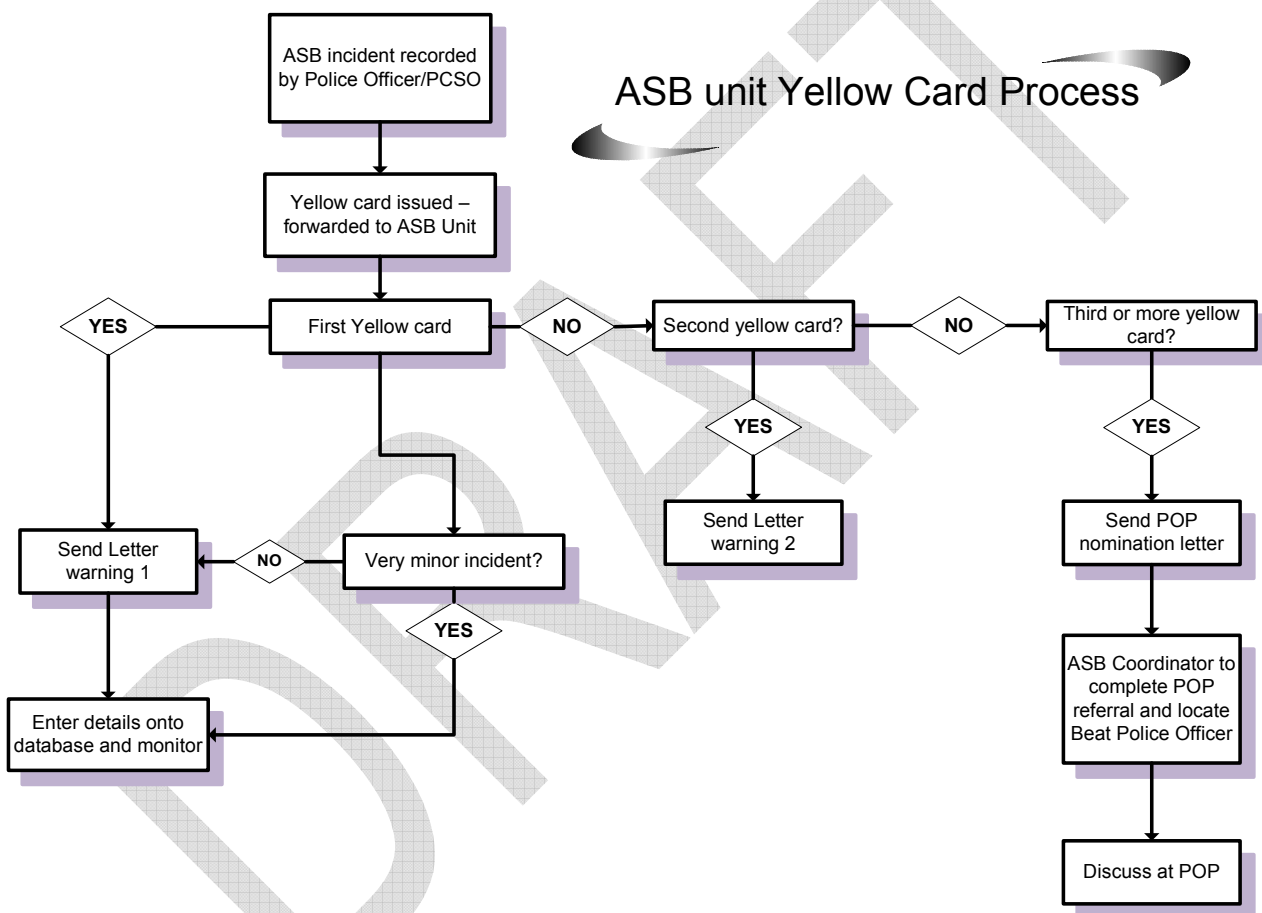 ASB incident recorded
by Police Officer/PCSO
ASB unit Yellow Card Process
Yellow card issued –
forwarded to ASB Unit
YES
First Yellow card
NO
Second yellow card?
NO
Third or more yellow
card?
YES
YES
Send Letter
warning 1
NO
Very minor incident?
Send Letter
warning 2
Send POP
nomination letter
YES
Enter details onto
database and monitor
ASB Coordinator to
complete POP
referral and locate
Beat Police Officer
Discuss at POP
DRAFT